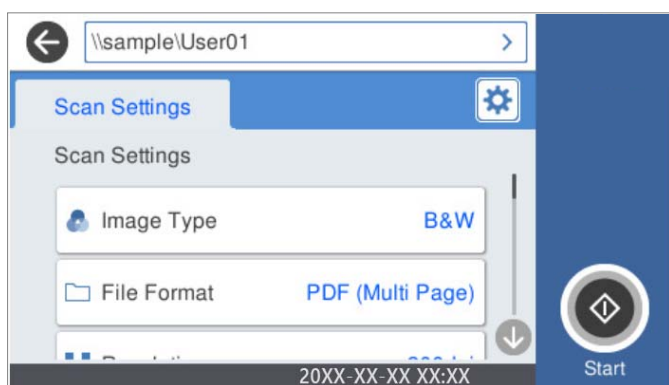 \\sample\User01
Scan Settings
Scan Settings
Image Type B&W
File Format PDF (Multi Page)
20XX-XX-XX XX:XX
Start